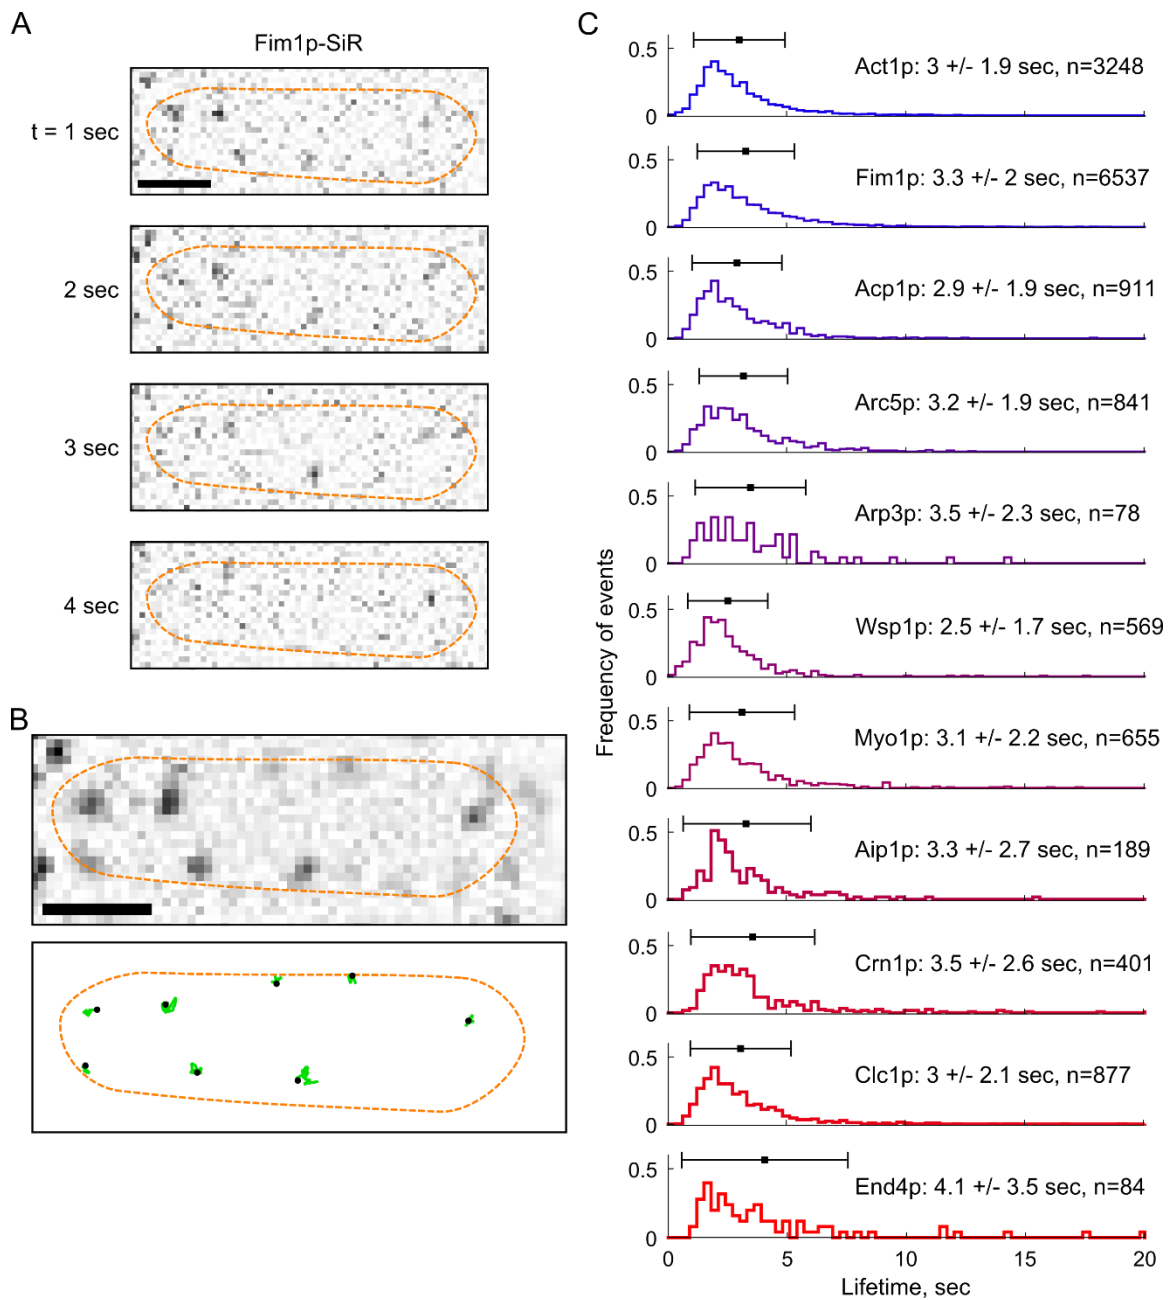 A
Fim1p-SiR
t = 1 sec
2 sec
3 sec
4 sec
B
C
Frequency of events
0.5
0
Act1p: 3 +/- 1.9 sec, n=3248
0
Fim1p: 3.3 +/- 2 sec, n=6537
0.5
0
Acp1p: 2.9 +/- 1.9 sec, n=911
0.5
0
Arc5p: 3.2 +/- 1.9 sec, n=841
0.5
0
Arp3p: 3.5 +/- 2.3 sec, n=78
0.5
0
Wsp1p: 2.5 +/- 1.7 sec, n=569
0.5
0
Myo1p: 3.1 +/- 2.2 sec, n=655
0.5
0
Aip1p: 3.3 +/- 2.7 sec, n=189
0.5
0
Crn1p: 3.5 +/- 2.6 sec, n=401
0.5
0
Clc1p: 3 +/- 2.1 sec, n=877
0.5
0
End4p: 4.1 +/- 3.5 sec, n=84
0 5 10 15 20
Lifetime, sec